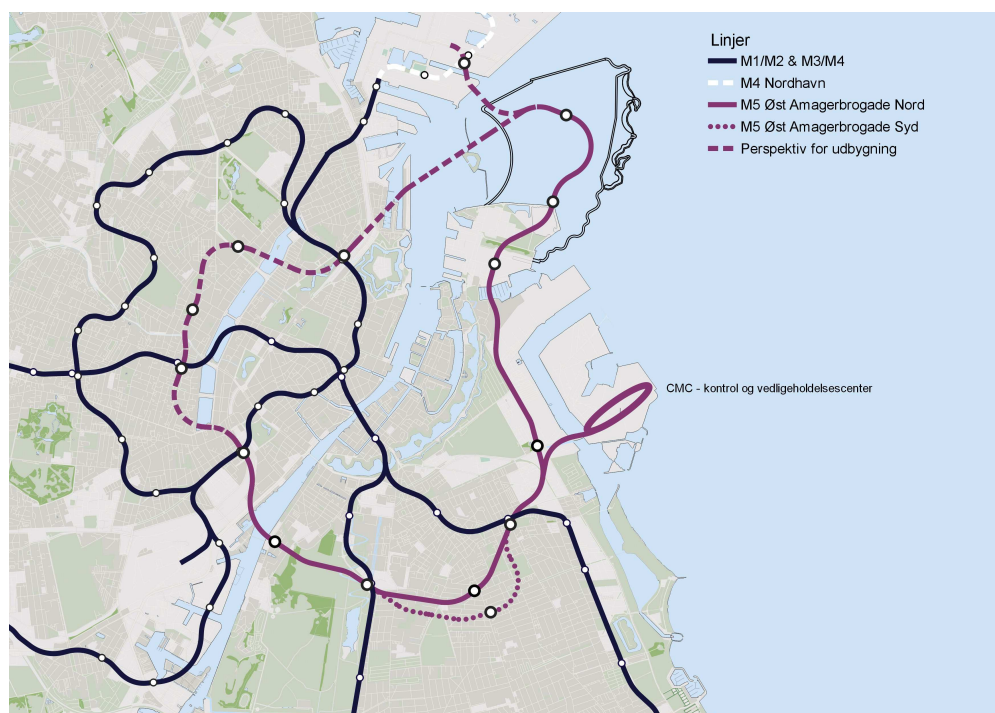 Linjer
M1/M2 & M3/M4
M4 Nordhavn
M5 Øst Amagerbrogade Nord
M5 Øst Amagerbrogade Syd
Perspektiv for udbygning
CMC - kontrol og vedligeholdelsescenter